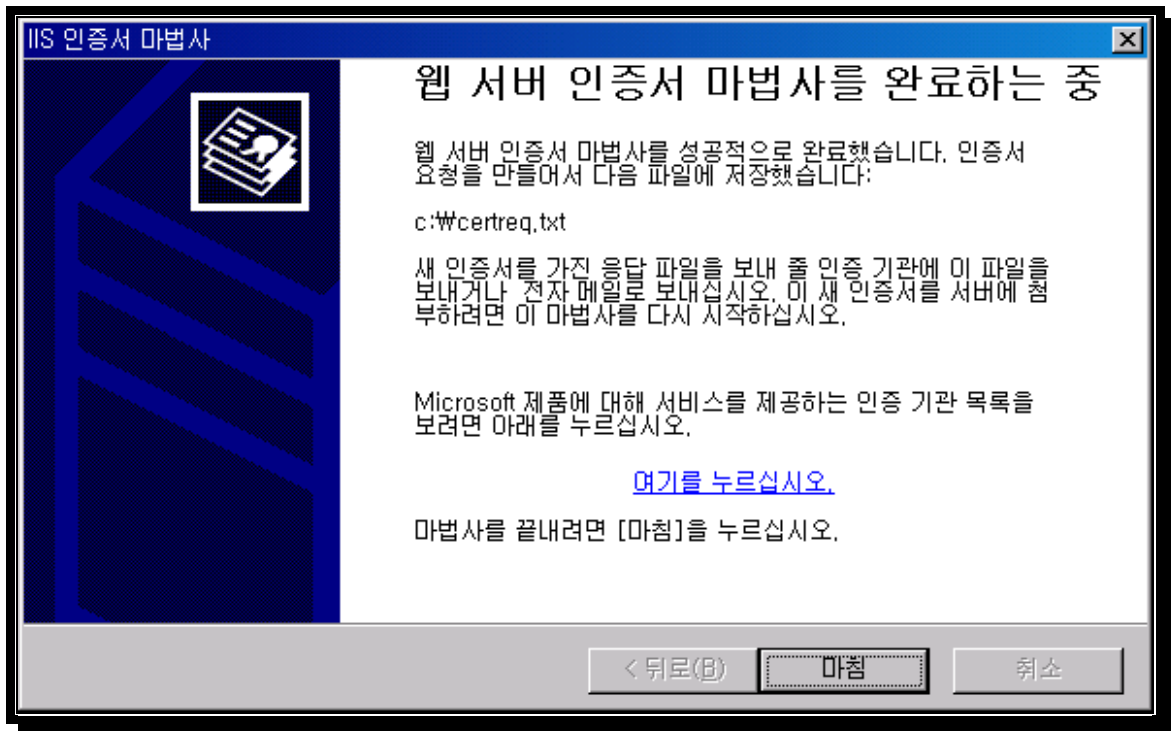 IIS 인증서 마법사
웹 서버 인증서 마법사를 완료하는 중
웹 서버 인증서 마법사를 성공적으로 완료했습니다. 인증서
요청을 만들어서 다음 파일에 저장했습니다:
c:₩certreq.txt
새 인증서를 가진 응답 파일을 보내 줄 인증 기관에 이 파일을
보내거나 전자 메일로 보내십시오. 이 새 인증서를 서버에 첨
부하려면 이 마법사를 다시 시작하십시오.
Microsoft 제품에 대해 서비스를 제공하는 인증 기관 목록을
보려면 아래를 누르십시오.
여기를 누르십시오.
마법사를 끝내려면 [마침]을 누르십시오.
< 뒤로(B) 마침 취소